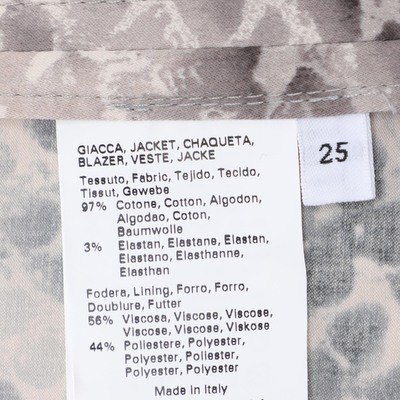 GIACCA, JACKET, CHAQUETA,
BLAZER, VESTE, JACKE
25
Tessuto, Fabric, Tejido, Tecido,
Tissut, Gewebe
97% Cotone, Cotton, Algodon,
Algodao, Coton,
Baumwolle
3% Elastan, Elastane, Elastan,
Elastano, Elasthanne,
Elasthan
Fodera, Lining, Forro, Forro,
Doublure, Futter
56% Viscosa, Viscose, Viscose,
Viscose, Viscose, Viskose
44% Poliestere, Polyester,
Polyester, Poliester,
Polyester, Polyester
Made in Italy